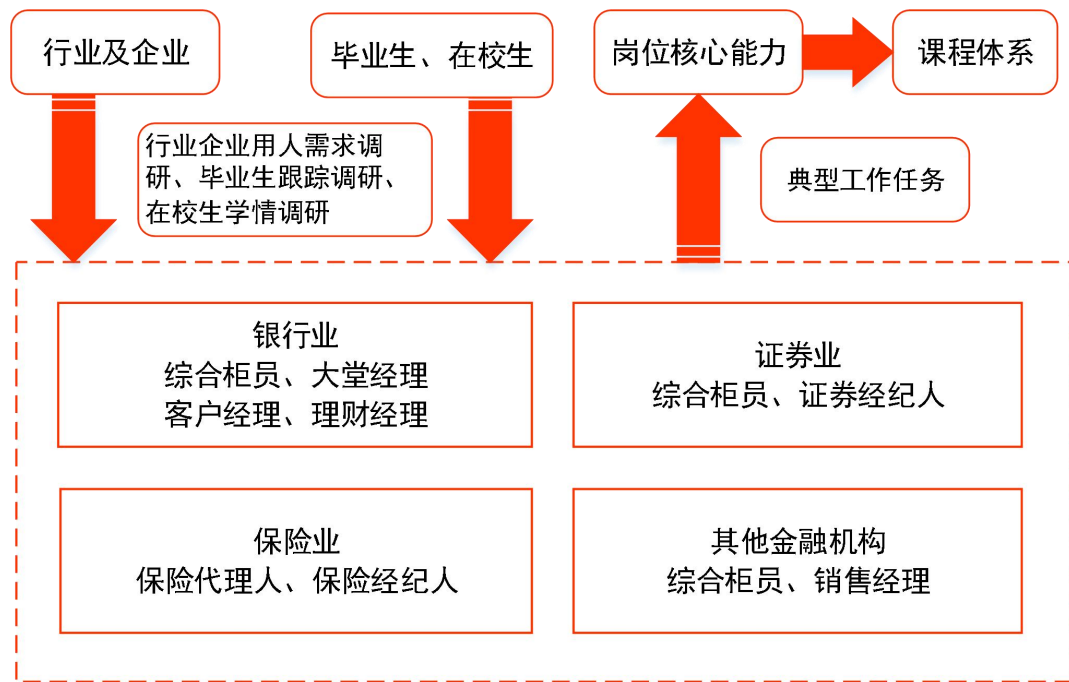 行业及企业
毕业生、在校生
岗位核心能力
课程体系
行业企业用人需求调
研、毕业生跟踪调研、
在校生学情调研
典型工作任务
银行业
综合柜员、大堂经理
客户经理、理财经理
证券业
综合柜员、证券经纪人
保险业
保险代理人、保险经纪人
其他金融机构
综合柜员、销售经理